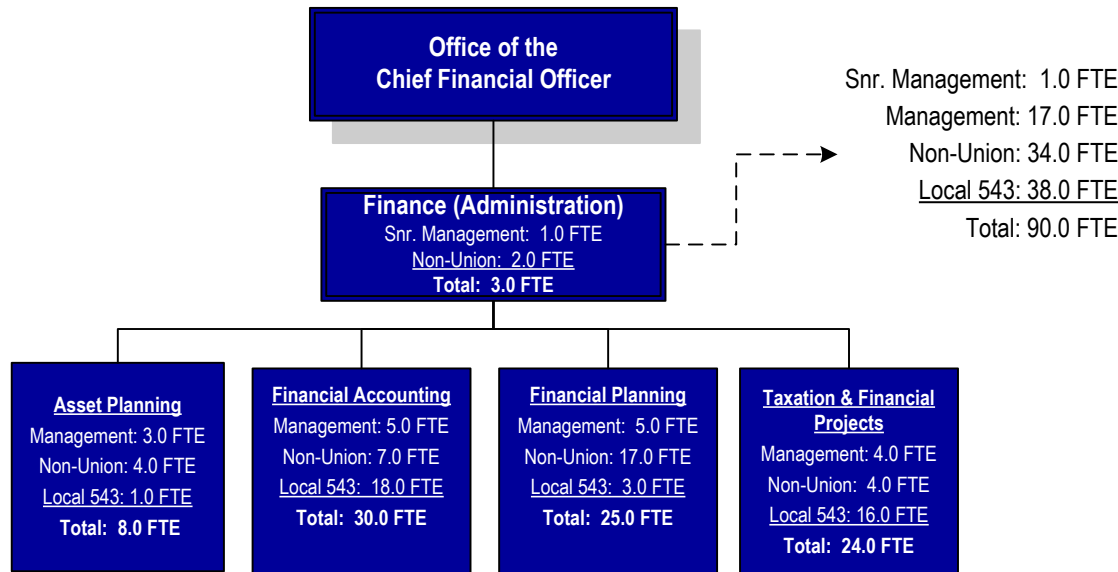 Office of the
Chief Financial Officer
Snr. Management: 1.0 FTE
Management: 17.0 FTE
Non-Union: 34.0 FTE
Local 543: 38.0 FTE
Total: 90.0 FTE
Finance (Administration)
Snr. Management: 1.0 FTE
Non-Union: 2.0 FTE
Total: 3.0 FTE
Asset Planning
Management: 3.0 FTE
Non-Union: 4.0 FTE
Local 543: 1.0 FTE
Total: 8.0 FTE
Financial Accounting
Management: 5.0 FTE
Non-Union: 7.0 FTE
Local 543: 18.0 FTE
Total: 30.0 FTE
Financial Planning
Management: 5.0 FTE
Non-Union: 17.0 FTE
Local 543: 3.0 FTE
Total: 25.0 FTE
Taxation & Financial
Projects
Management: 4.0 FTE
Non-Union: 4.0 FTE
Local 543: 16.0 FTE
Total: 24.0 FTE